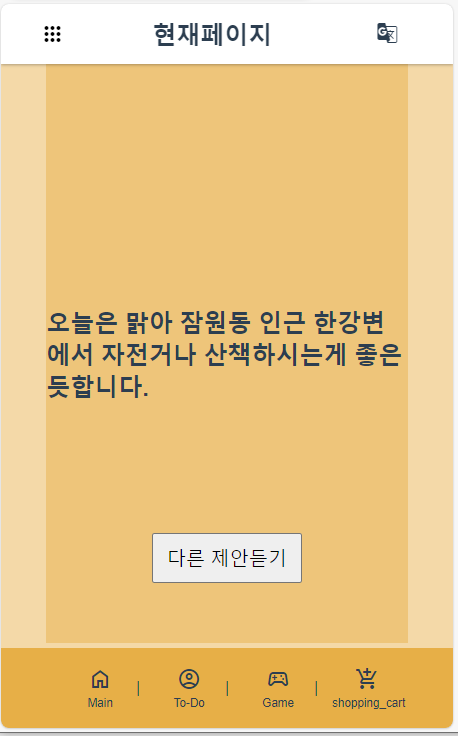 현재페이지
오늘은 맑아 잠원동 인근 한강변
에서 자전거나 산책하시는게 좋은
듯합니다.
다른 제안듣기
Main | To-Do | Game | shopping_cart